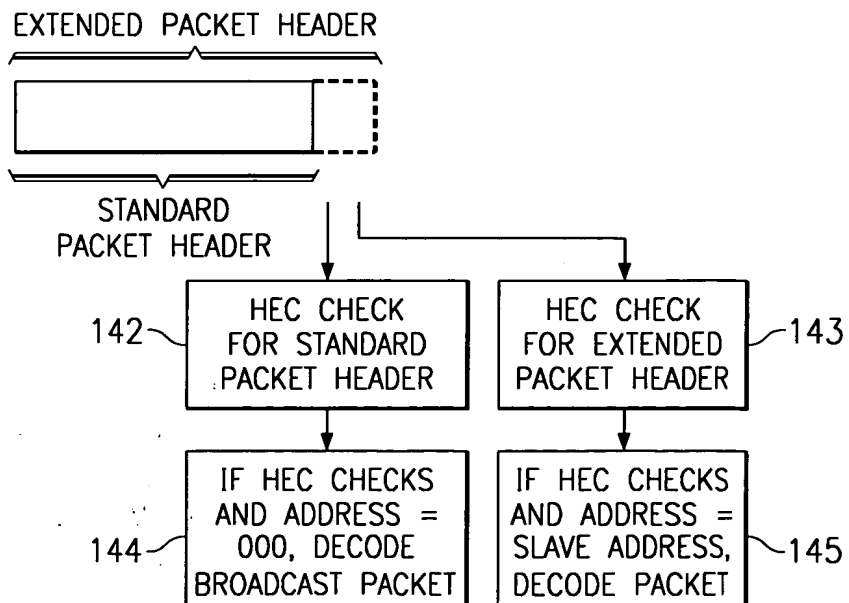 EXTENDED PACKET HEADER
STANDARD
PACKET HEADER
142
HEC CHECK
FOR STANDARD
PACKET HEADER
HEC CHECK
FOR EXTENDED
PACKET HEADER
143
144
IF HEC CHECKS
AND ADDRESS =
000, DECODE
BROADCAST PACKET
IF HEC CHECKS
AND ADDRESS =
SLAVE ADDRESS,
DECODE PACKET
145